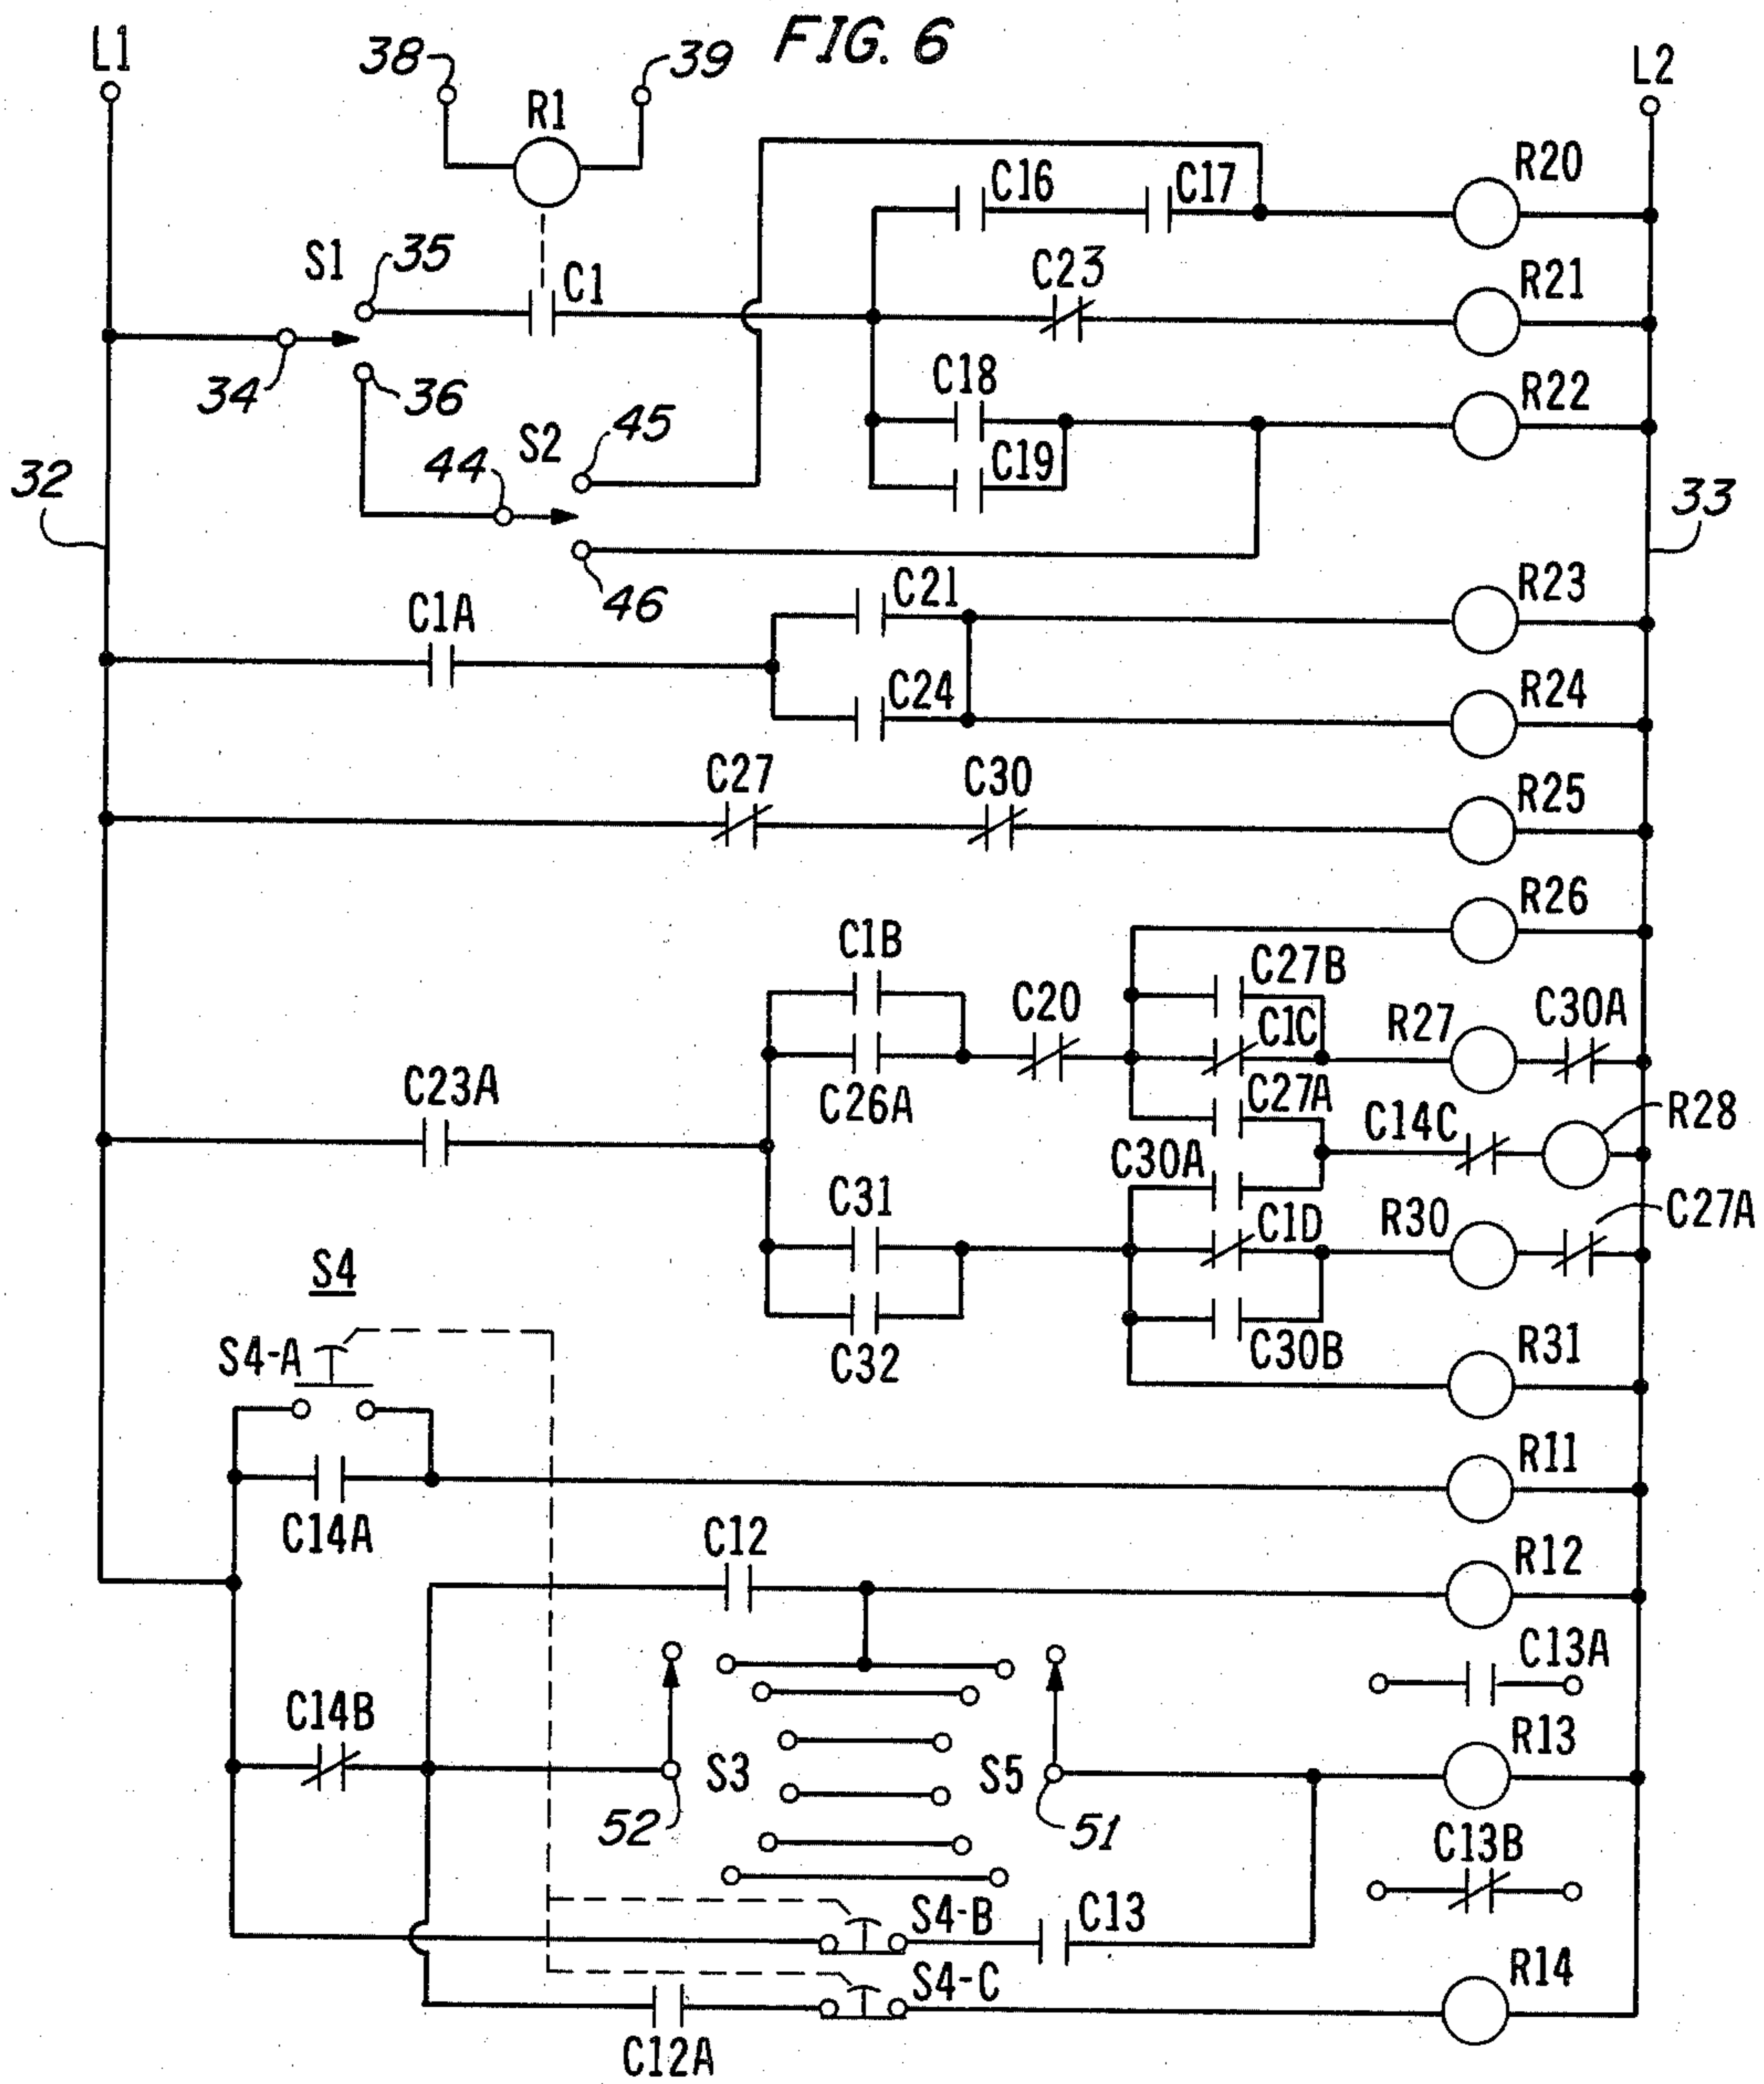 FIG. 6
L1
38
39
L2
R1
R20
C16
C17
S1
35
C1
C23
R21
34
36
C18
R22
S2
45
44
C19
32
33
46
C1A
C21
R23
C24
R24
C27
C30
R25
R26
C1B
C27B
C20
C1C
R27
C30A
C26A
C23A
C27A
C14C
R28
C30A
C31
C1D
R30
C27A
S4
C32
C30B
R31
S4-A
R11
C14A
C12
R12
C13A
C14B
S3
S5
R13
52
51
C13B
S4-B
C13
S4-C
R14
C12A